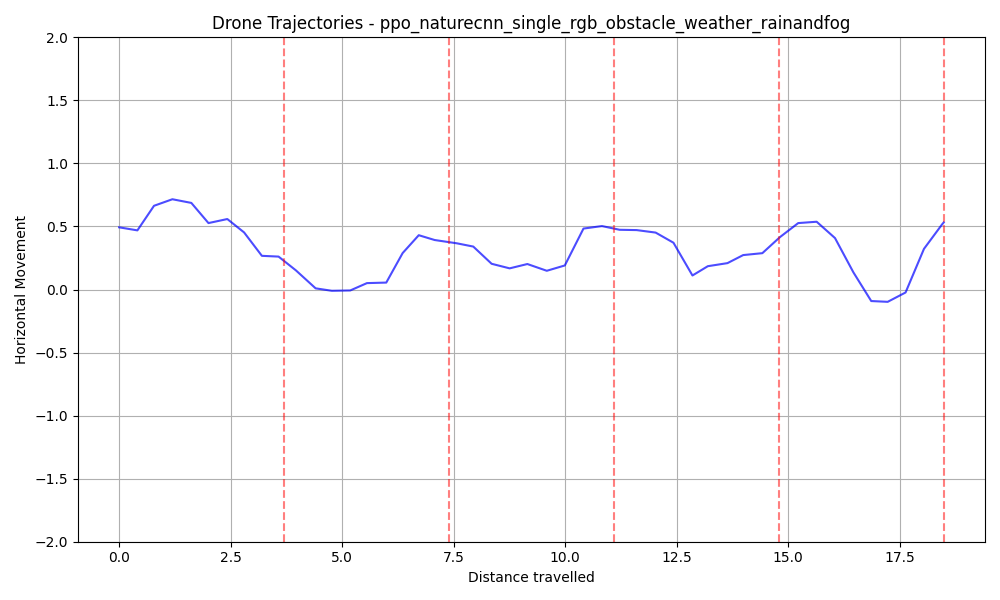 Drone Trajectories - ppo_naturecnn_single_rgb_obstacle_weather_rainandfog
Horizontal Movement
2.0
1.5
1.0
0.5
0.0
−0.5
−1.0
−1.5
−2.0
0.0 2.5 5.0 7.5 10.0 12.5 15.0 17.5
Distance travelled